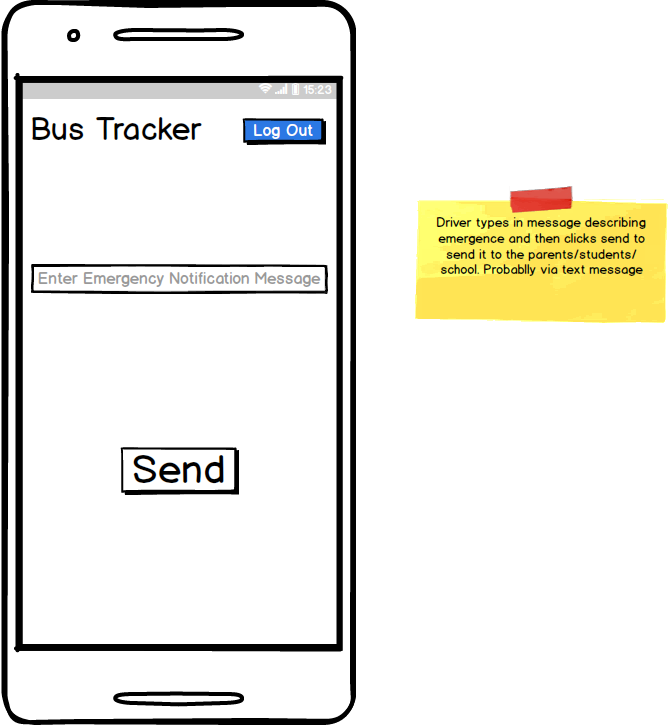 15:23
Bus Tracker
Log Out
Enter Emergency Notification Message
Send
Driver types in message describing
emergence and then clicks send to
send it to the parents/students/
school. Probablly via text message